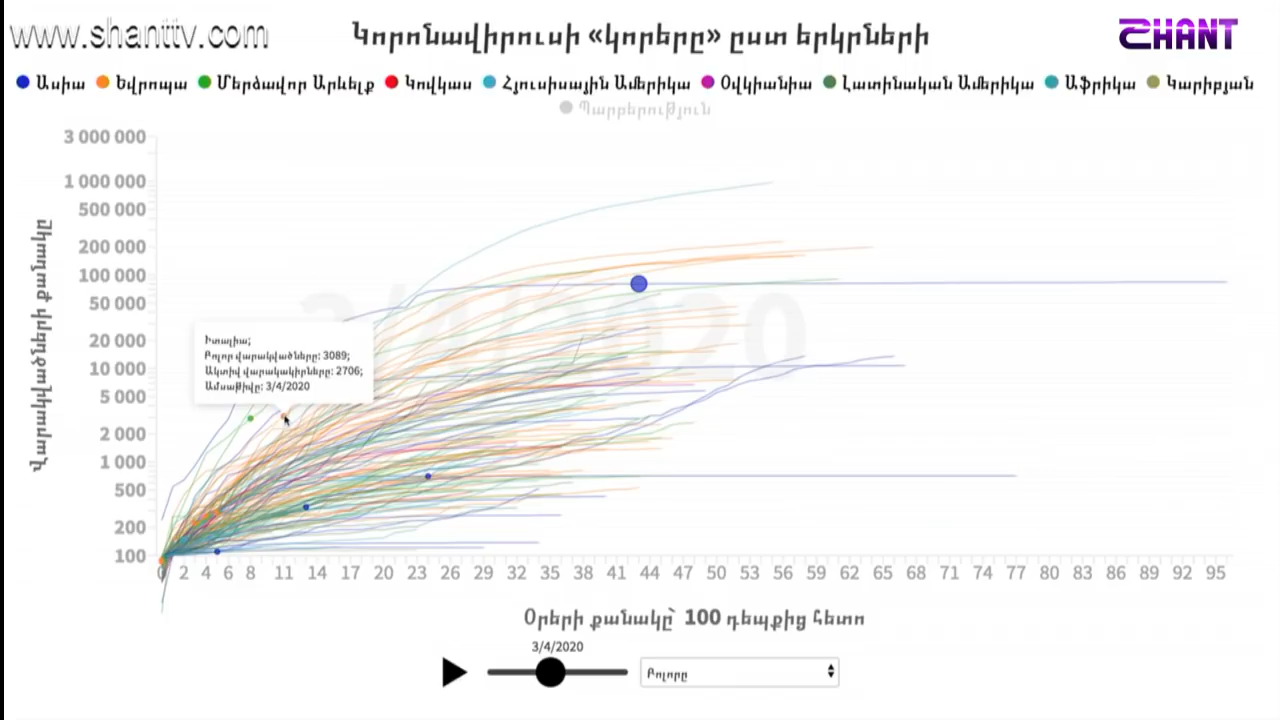 www.shanttv.com
Կորոնավիրուսի «կորերը» ըստ երկրների
SHANT
Ասիա Եվրոպա Մերձավոր Արևելք Կովկաս Հյուսիսային Ամերիկա Օվկիանիա Լատինական Ամերիկա Աֆրիկա Կարիբյան
Պարբերություն
Վարակվածների քանակը
3 000 000
1 000 000
500 000
200 000
100 000
50 000
20 000
10 000
5 000
2 000
1 000
500
200
100
3/4/2020
Իտալիա;
Բոլոր վարակվածները: 3089;
Ակտիվ վարակակիրները: 2706;
Ամսաթիվը: 3/4/2020
0 2 4 6 8 11 14 17 20 23 26 29 32 35 38 41 44 47 50 53 56 59 62 65 68 71 74 77 80 83 86 89 92 95
Օրերի քանակը՝ 100 դեպքից հետո
3/4/2020
Բոլորը